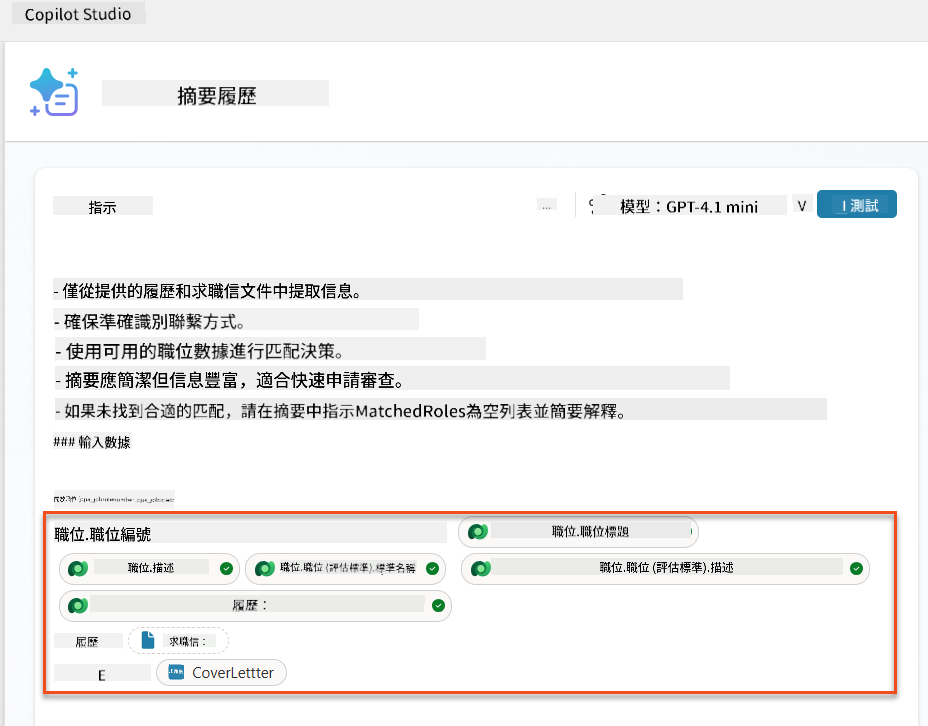 Copilot Studio
摘要履歷
指示
...
模型：GPT-4.1 mini
V
測試
- 僅從提供的履歷和求職信文件中提取信息。
- 確保準確識別聯繫方式。
- 使用可用的職位數據進行匹配決策。
- 摘要應簡潔但信息豐富，適合快速申請審查。
- 如果未找到合適的匹配，請在摘要中指示MatchedRoles為空列表並簡要解釋。
### 輸入數據
職位.職位編號 職位.職位標題
職位.描述 職位.職位 (評估標準).標準名稱 職位.職位 (評估標準).描述
履歷：
履歷 求職信：
E CoverLettter